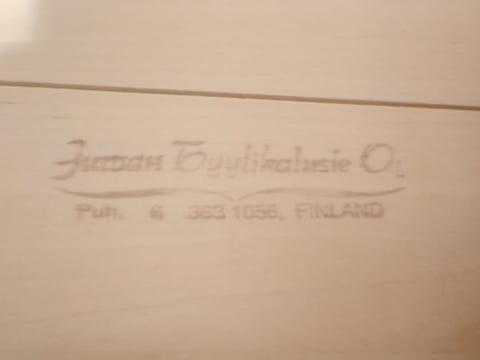 Jurvan Tyylikaluste Oy
Puh. 6 363 1056, FINLAND